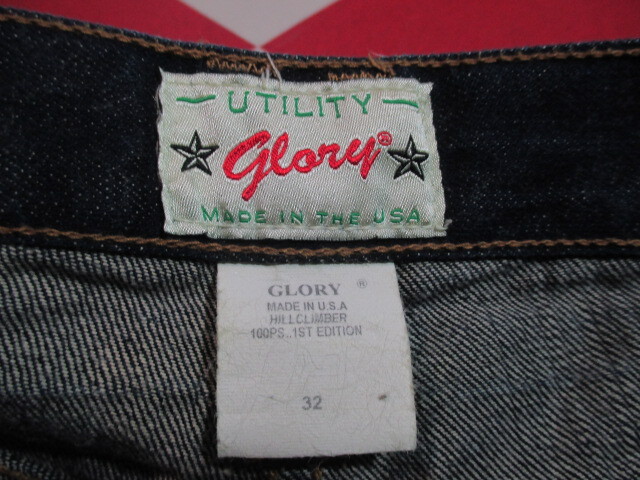 UTILITY
Glory®
MADE IN THE USA
GLORY ®
MADE IN U.S.A
HILLCLIMBER
100PS..1ST EDITION
32